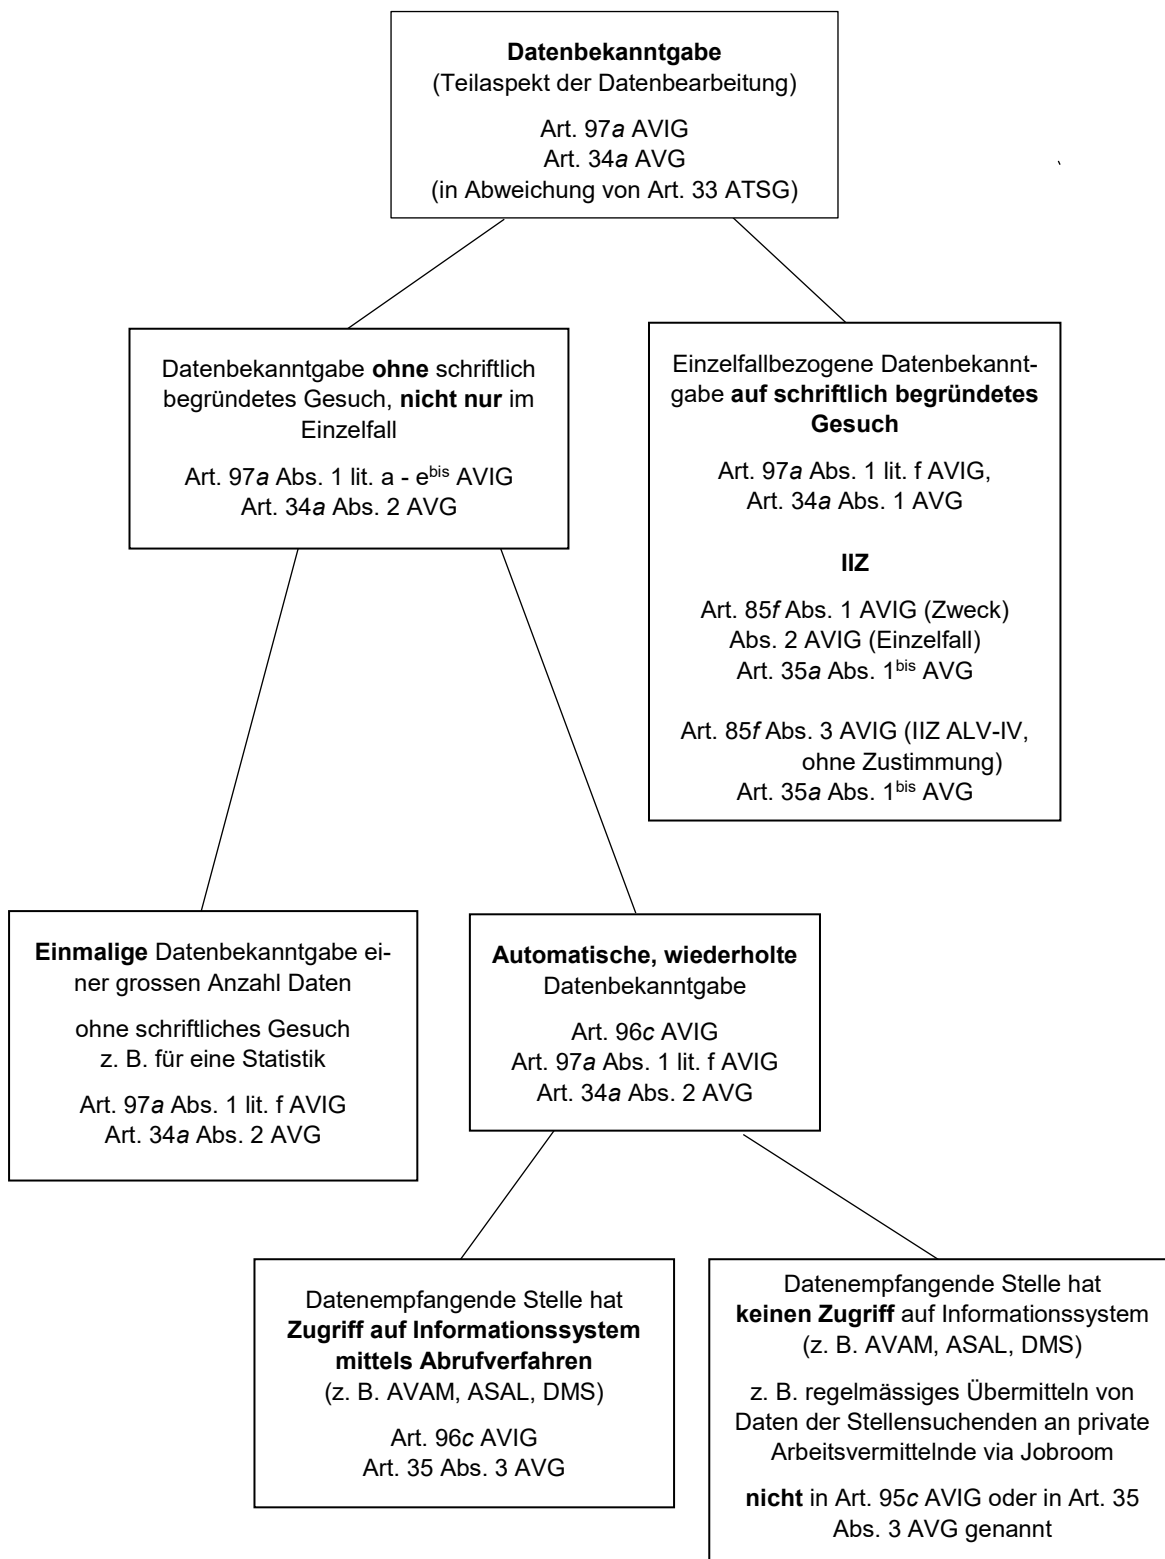 Datenbekanntgabe
(Teilaspekt der Datenbearbeitung)
Art. 97a AVIG
Art. 34a AVG
(in Abweichung von Art. 33 ATSG)
Datenbekanntgabe ohne schriftlich
begründetes Gesuch, nicht nur im
Einzelfall
Art. 97a Abs. 1 lit. a - ebis AVIG
Art. 34a Abs. 2 AVG
Einzelfallbezogene Datenbekannt-
gabe auf schriftlich begründetes
Gesuch
Art. 97a Abs. 1 lit. f AVIG,
Art. 34a Abs. 1 AVG
IIZ
Art. 85f Abs. 1 AVIG (Zweck)
Abs. 2 AVIG (Einzelfall)
Art. 35a Abs. 1bis AVG
Art. 85f Abs. 3 AVIG (IIZ ALV-IV,
ohne Zustimmung)
Art. 35a Abs. 1bis AVG
Einmalige Datenbekanntgabe ei-
ner grossen Anzahl Daten
ohne schriftliches Gesuch
z. B. für eine Statistik
Art. 97a Abs. 1 lit. f AVIG
Art. 34a Abs. 2 AVG
Automatische, wiederholte
Datenbekanntgabe
Art. 96c AVIG
Art. 97a Abs. 1 lit. f AVIG
Art. 34a Abs. 2 AVG
Datenempfangende Stelle hat
Zugriff auf Informationssystem
mittels Abrufverfahren
(z. B. AVAM, ASAL, DMS)
Art. 96c AVIG
Art. 35 Abs. 3 AVG
Datenempfangende Stelle hat
keinen Zugriff auf Informationssystem
(z. B. AVAM, ASAL, DMS)
z. B. regelmässiges Übermitteln von
Daten der Stellensuchenden an private
Arbeitsvermittelnde via Jobroom
nicht in Art. 95c AVIG oder in Art. 35
Abs. 3 AVG genannt